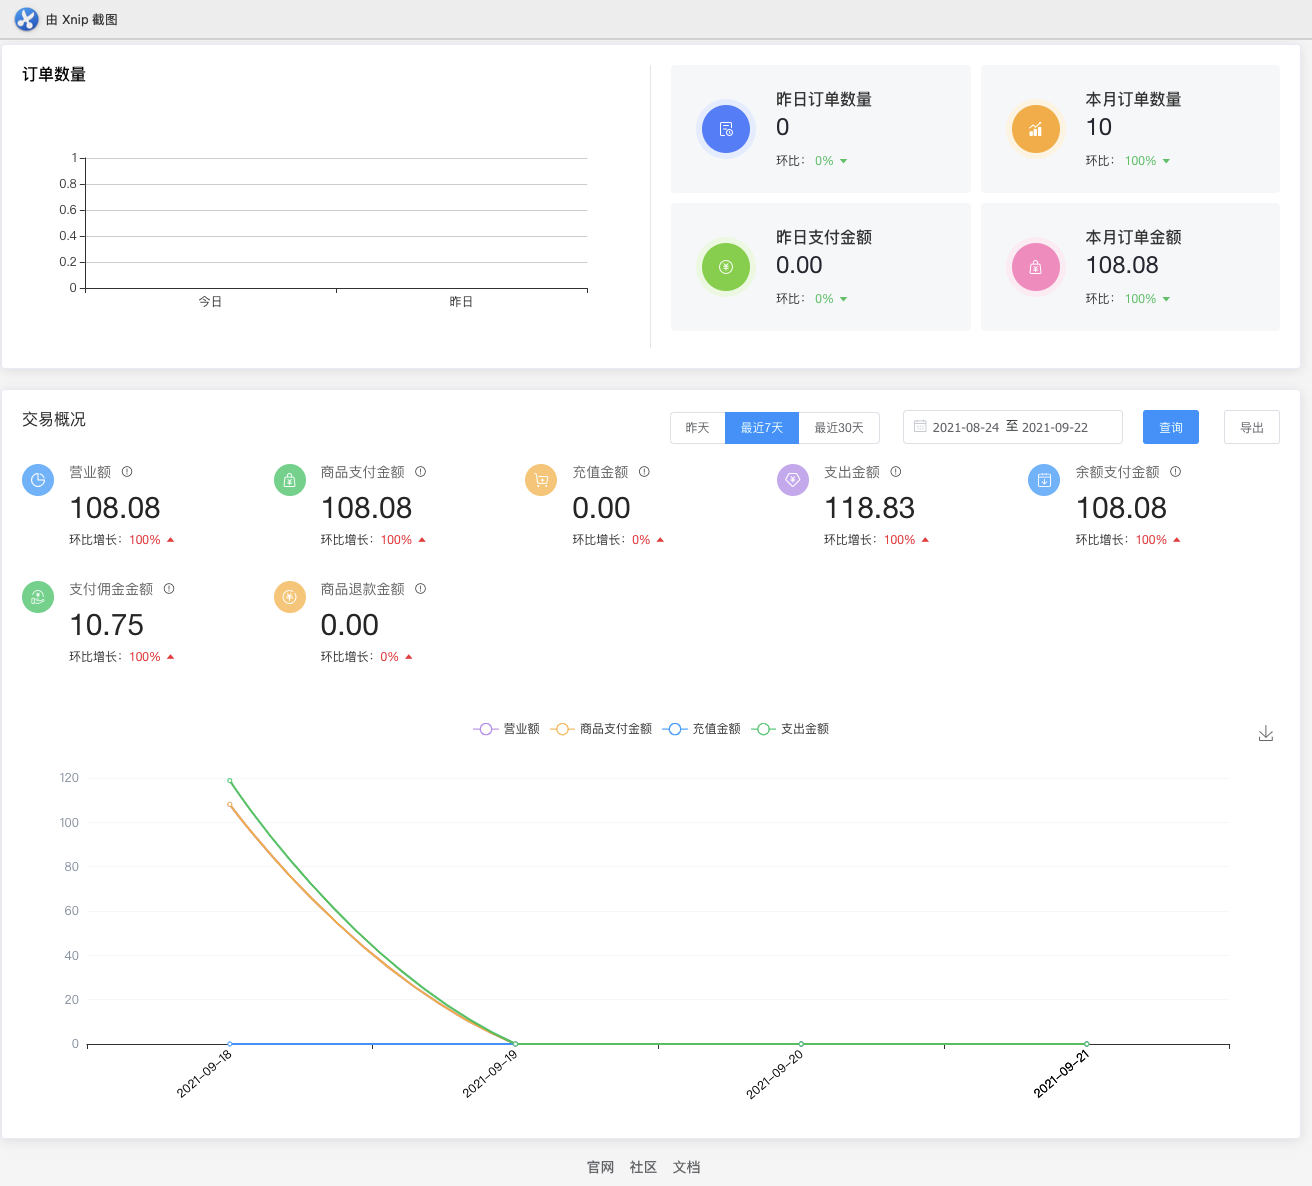 由 Xnip 截图
订单数量
1
0.8
0.6
0.4
0.2
0
今日
昨日
昨日订单数量
0
环比： 0%
本月订单数量
10
环比： 100%
昨日支付金额
0.00
环比： 0%
本月订单金额
108.08
环比： 100%
交易概况
昨天
最近7天
最近30天
2021-08-24 至 2021-09-22
查询
导出
营业额
108.08
环比增长：100%
商品支付金额
108.08
环比增长：100%
充值金额
0.00
环比增长：0%
支出金额
118.83
环比增长：100%
余额支付金额
108.08
环比增长：100%
支付佣金金额
10.75
环比增长：100%
商品退款金额
0.00
环比增长：0%
营业额
商品支付金额
充值金额
支出金额
120
100
80
60
40
20
0
2021-09-18
2021-09-19
2021-09-20
2021-09-21
官网 社区 文档